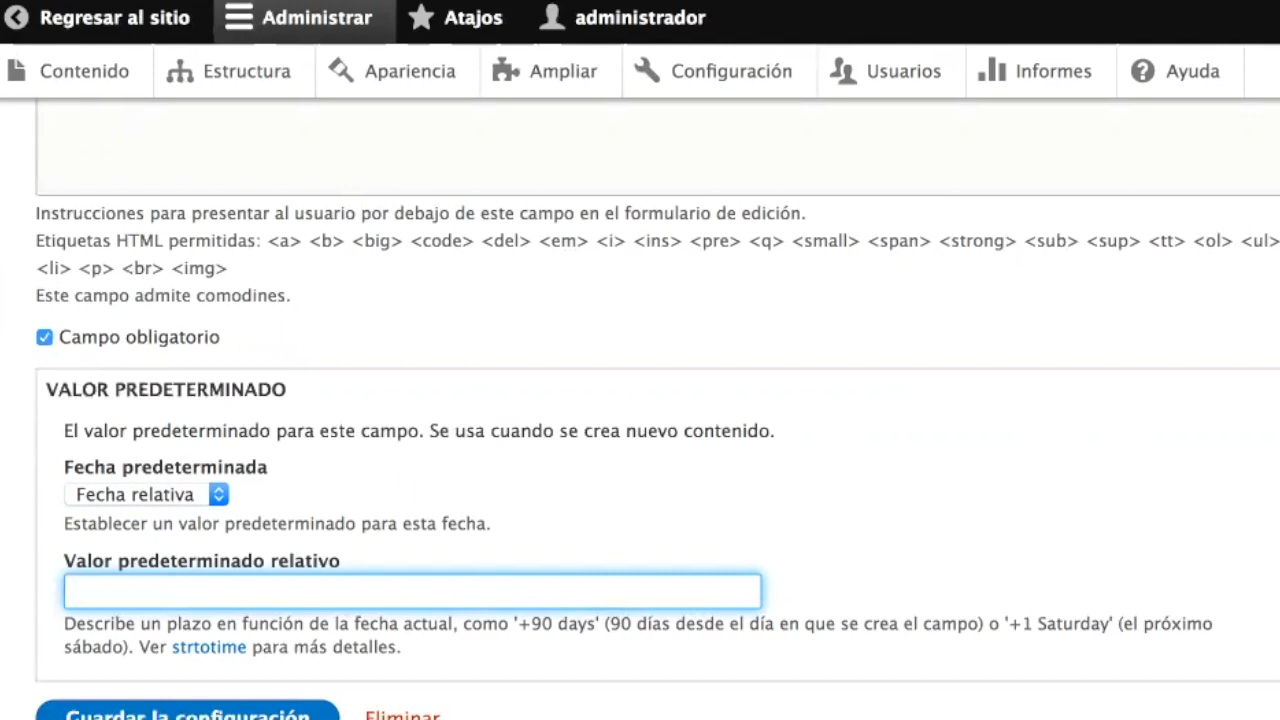 Regresar al sitio Administrar Atajos administrador
Contenido Estructura Apariencia Ampliar Configuración Usuarios Informes Ayuda
Instrucciones para presentar al usuario por debajo de este campo en el formulario de edición.
Etiquetas HTML permitidas: <a> <b> <big> <code> <del> <em> <i> <ins> <pre> <q> <small> <span> <strong> <sub> <sup> <tt> <ol> <ul>
<li> <p> <br> <img>
Este campo admite comodines.
Campo obligatorio
VALOR PREDETERMINADO
El valor predeterminado para este campo. Se usa cuando se crea nuevo contenido.
Fecha predeterminada
Fecha relativa
Establecer un valor predeterminado para esta fecha.
Valor predeterminado relativo
Describe un plazo en función de la fecha actual, como '+90 days' (90 días desde el día en que se crea el campo) o '+1 Saturday' (el próximo
sábado). Ver strtotime para más detalles.
Guardar la configuración Eliminar